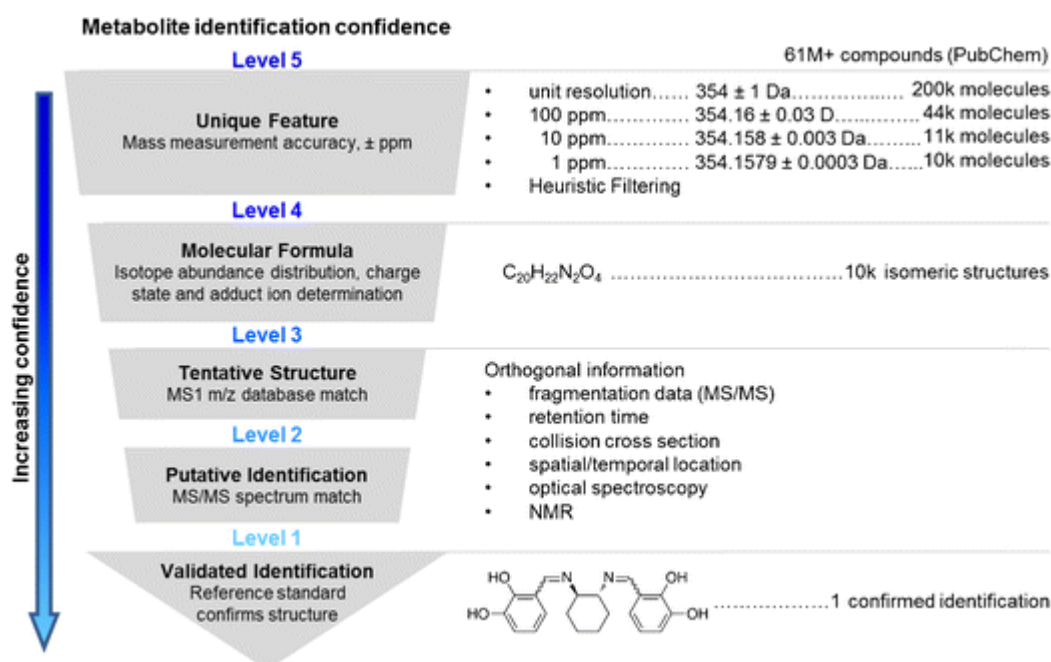 Metabolite identification confidence
Level 5
61M+ compounds (PubChem)
Unique Feature
Mass measurement accuracy, ± ppm
• unit resolution…… 354 ± 1 Da……………... 200k molecules
• 100 ppm…………. 354.16 ± 0.03 D…...……... 44k molecules
• 10 ppm…………. 354.158 ± 0.003 Da……... 11k molecules
• 1 ppm…………. 354.1579 ± 0.0003 Da…... 10k molecules
• Heuristic Filtering
Level 4
Molecular Formula
Isotope abundance distribution, charge
state and adduct ion determination
C₂₀H₂₂N₂O₄ ……………………………… 10k isomeric structures
Level 3
Tentative Structure
MS1 m/z database match
Level 2
Putative Identification
MS/MS spectrum match
Orthogonal information
• fragmentation data (MS/MS)
• retention time
• collision cross section
• spatial/temporal location
• optical spectroscopy
• NMR
Level 1
Validated Identification
Reference standard
confirms structure
HO
HO
N
N
OH
OH
…………. 1 confirmed identification
Increasing confidence